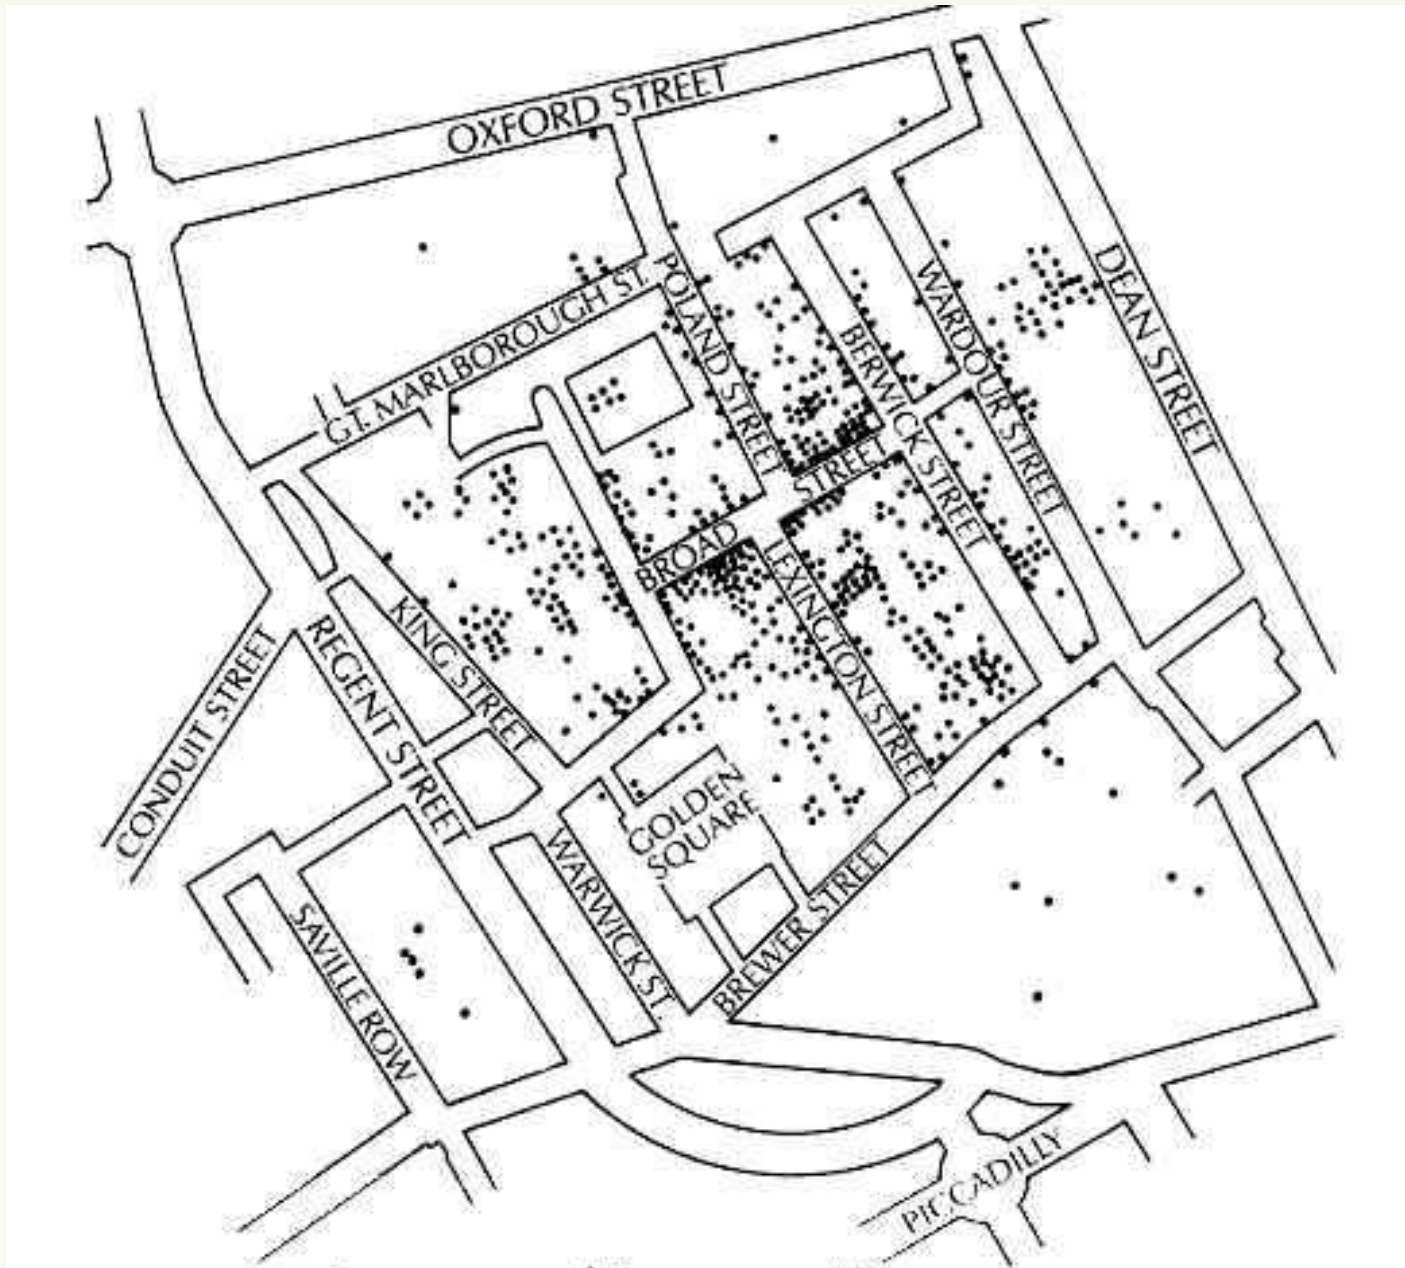 OXFORD STREET
GT. MARLBOROUGH ST.
POLAND STREET
BERWICK STREET
WARDOUR STREET
DEAN STREET
BROAD STREET
LEXINGTON STREET
KING STREET
REGENT STREET
CONDUIT STREET
GOLDEN
SQUARE
WARWICK ST.
BREWER STREET
SAVILLE ROW
PICCADILLY